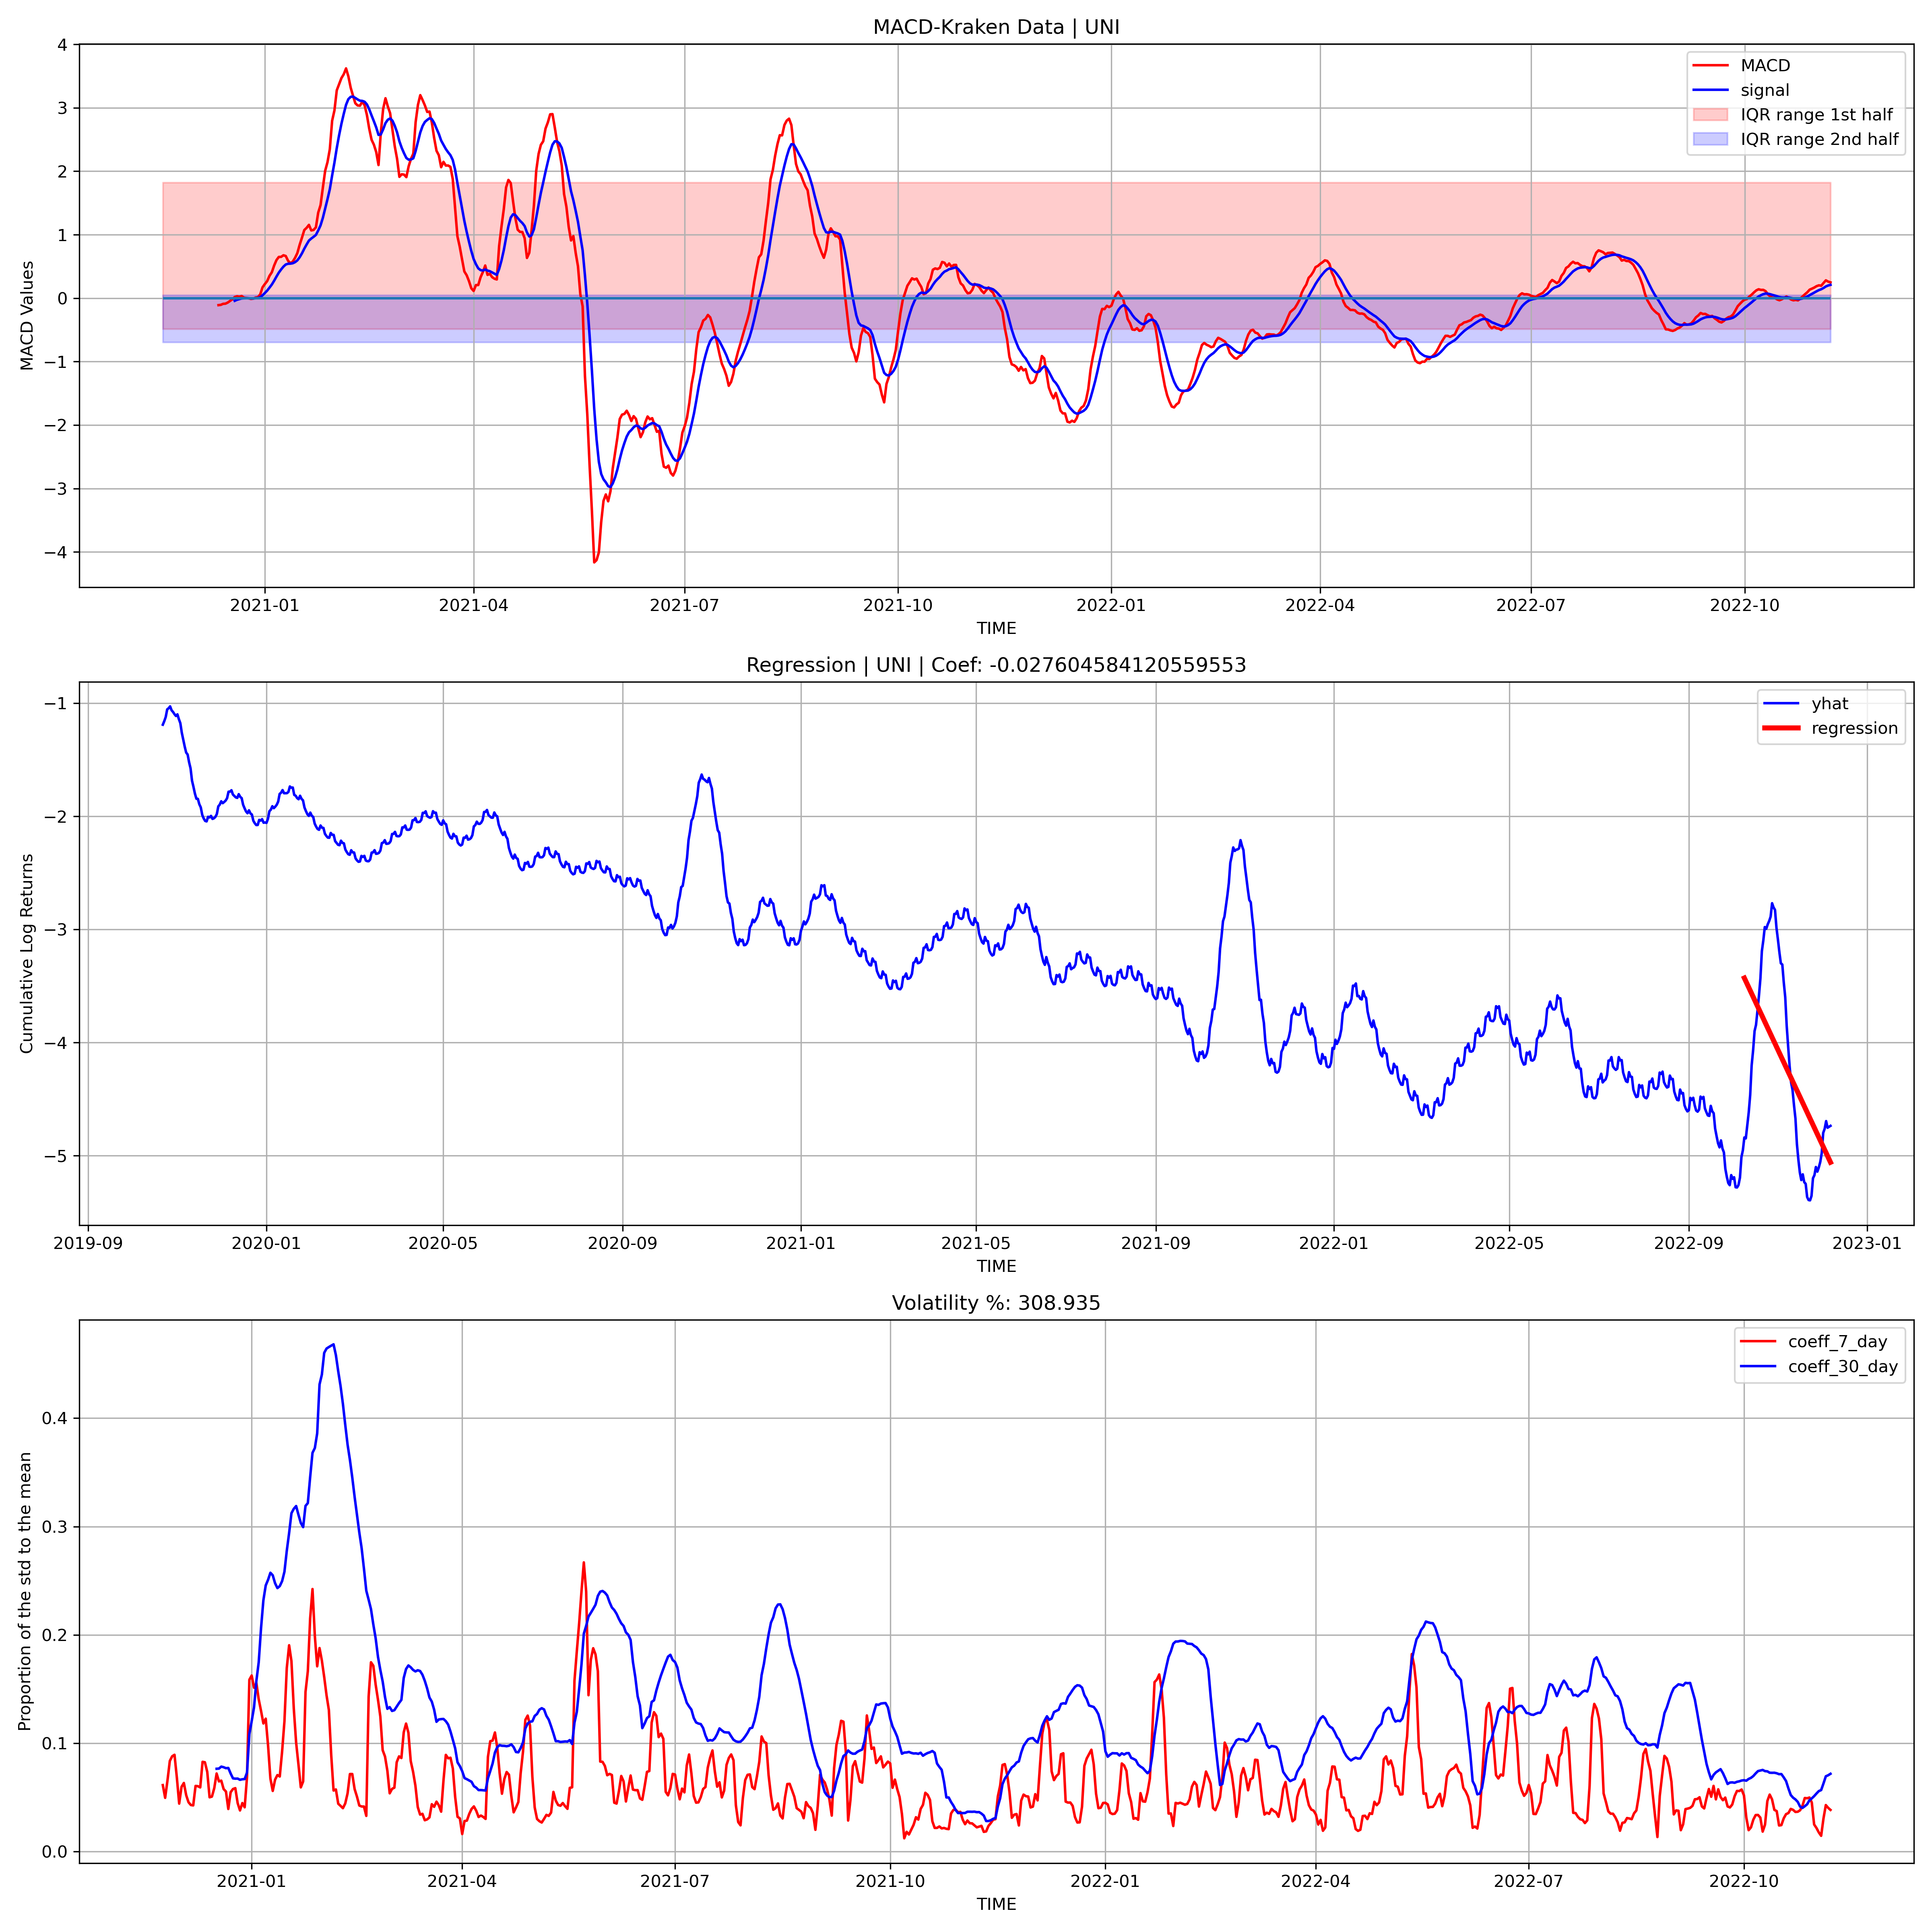 MACD-Kraken Data | UNI
4
3
2
1
0
−1
−2
−3
−4
MACD Values
MACD
signal
IQR range 1st half
IQR range 2nd half
2021-01 2021-04 2021-07 2021-10 2022-01 2022-04 2022-07 2022-10
TIME
Regression | UNI | Coef: -0.027604584120559553
−1
−2
−3
−4
−5
Cumulative Log Returns
yhat
regression
2019-09 2020-01 2020-05 2020-09 2021-01 2021-05 2021-09 2022-01 2022-05 2022-09 2023-01
TIME
Volatility %: 308.935
0.4
0.3
0.2
0.1
0.0
Proportion of the std to the mean
coeff_7_day
coeff_30_day
2021-01 2021-04 2021-07 2021-10 2022-01 2022-04 2022-07 2022-10
TIME